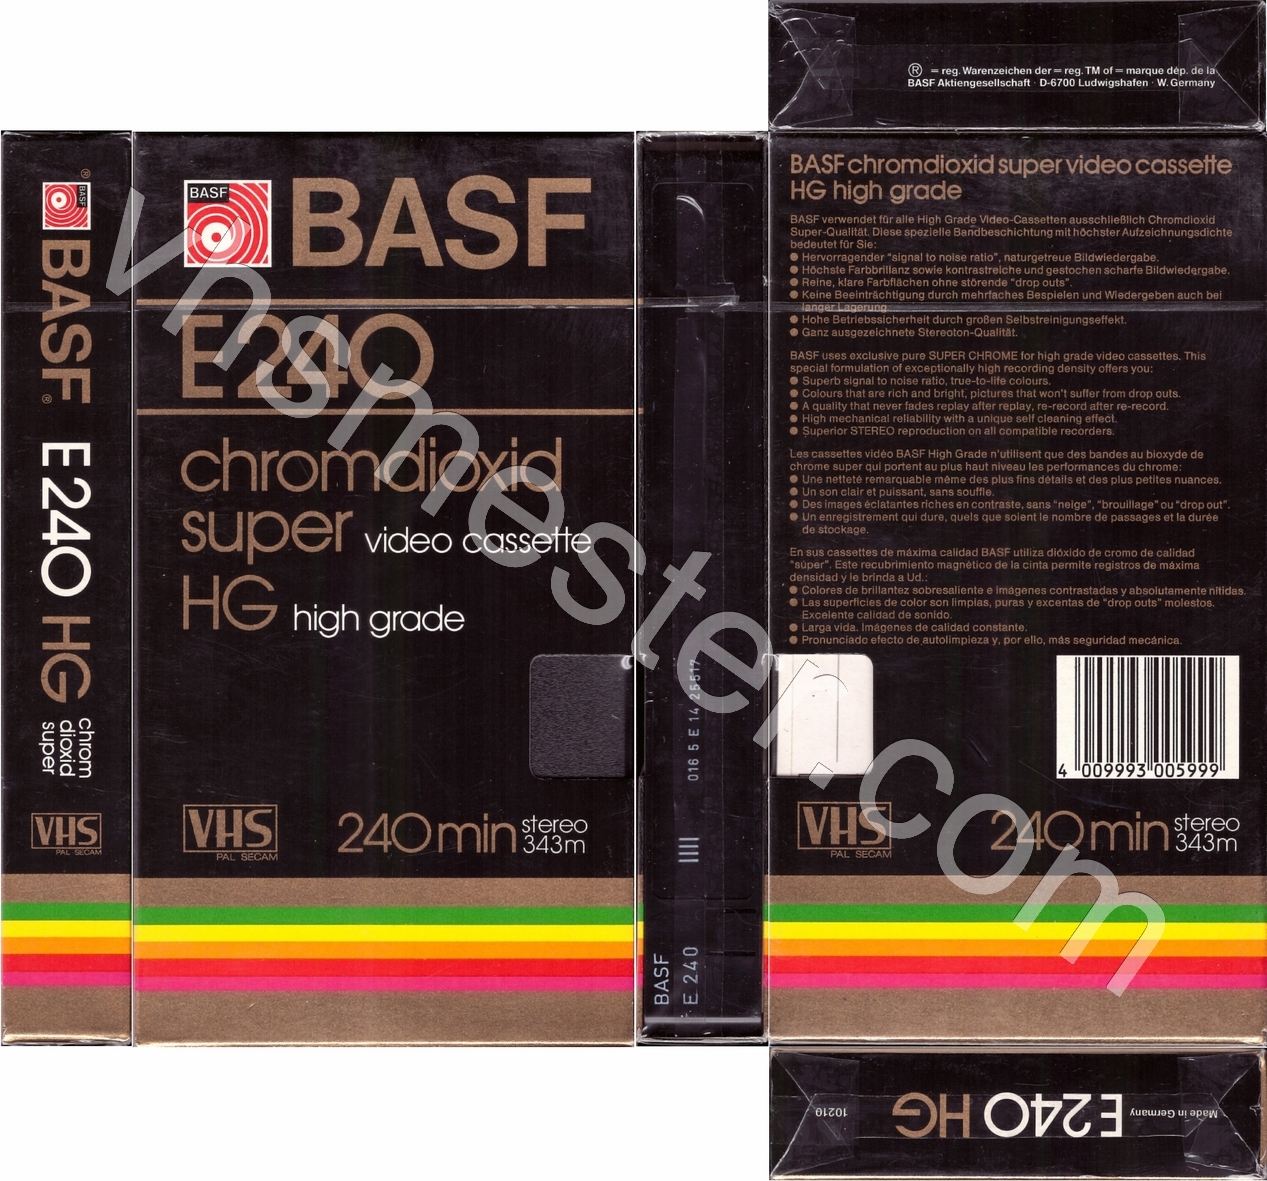 ® = reg. Warenzeichen der = reg. TM of = marque dép. de la
BASF Aktiengesellschaft · D-6700 Ludwigshafen · W. Germany
BASF
BASF ®
E240 HG
chrom
dioxid
super
VHS
PAL SECAM
BASF
BASF
E240
chromdioxid
super video cassette
HG high grade
VHS
PAL SECAM
240min stereo
343m
016 5 E 14 25517
BASF
E 240
BASF chromdioxid super video cassette
HG high grade
BASF verwendet für alle High Grade Video-Cassetten ausschließlich Chromdioxid
Super-Qualität. Diese spezielle Bandbeschichtung mit höchster Aufzeichnungsdichte
bedeutet für Sie:
● Hervorragender "signal to noise ratio", naturgetreue Bildwiedergabe.
● Höchste Farbbrillanz sowie kontrastreiche und gestochen scharfe Bildwiedergabe.
● Reine, klare Farbflächen ohne störende "drop outs".
● Keine Beeinträchtigung durch mehrfaches Bespielen und Wiedergeben auch bei
langer Lagerung
● Hohe Betriebssicherheit durch großen Selbstreinigungseffekt.
● Ganz ausgezeichnete Stereoton-Qualität.
BASF uses exclusive pure SUPER CHROME for high grade video cassettes. This
special formulation of exceptionally high recording density offers you:
● Superb signal to noise ratio, true-to-life colours.
● Colours that are rich and bright, pictures that won't suffer from drop outs.
● A quality that never fades replay after replay, re-record after re-record.
● High mechanical reliability with a unique self cleaning effect.
● Superior STEREO reproduction on all compatible recorders.
Les cassettes vidéo BASF High Grade n'utilisent que des bandes au bioxyde de
chrome super qui portent au plus haut niveau les performances du chrome:
● Une netteté remarquable même des plus fins détails et des plus petites nuances.
● Un son clair et puissant, sans souffle.
● Des images éclatantes riches en contraste, sans "neige", "brouillage" ou "drop out".
● Un enregistrement qui dure, quels que soient le nombre de passages et la durée
de stockage.
En sus cassettes de máxima calidad BASF utiliza dióxido de cromo de calidad
"súper". Este recubrimiento magnético de la cinta permite registros de máxima
densidad y le brinda a Ud.:
● Colores de brillantez sobresaliente e imágenes contrastadas y absolutamente nítidas.
● Las superficies de color son limpias, puras y excentas de "drop outs" molestos.
Excelente calidad de sonido.
● Larga vida. Imágenes de calidad constante.
● Pronunciado efecto de autolimpieza y, por ello, más seguridad mecánica.
4 009993 005999
VHS
PAL SECAM
240min stereo
343m
Made in Germany E240 HG 10210
vhsmester.com